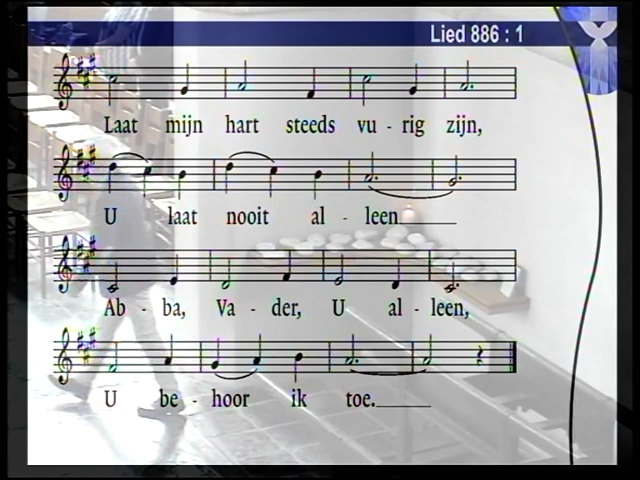 Lied 886 : 1
Laat mijn hart steeds vu - rig zijn,
U laat nooit al - leen
Ab - ba, Va - der, U al - leen,
U be - hoor ik toe.